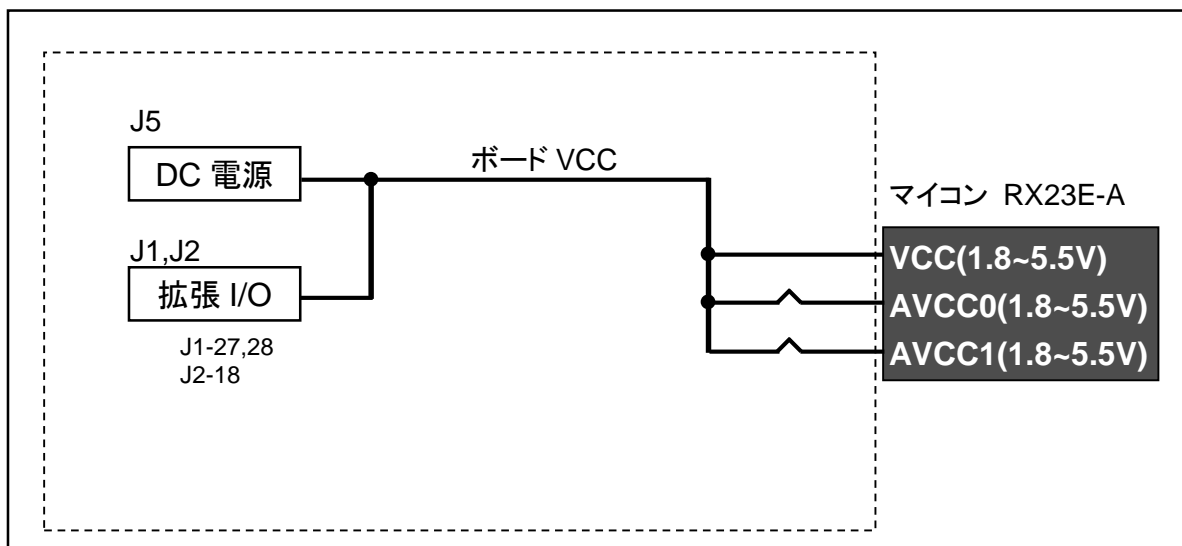 J5
DC 電源
ボード VCC
J1,J2
拡張 I/O
J1-27,28
J2-18
マイコン RX23E-A
VCC(1.8~5.5V)
AVCC0(1.8~5.5V)
AVCC1(1.8~5.5V)